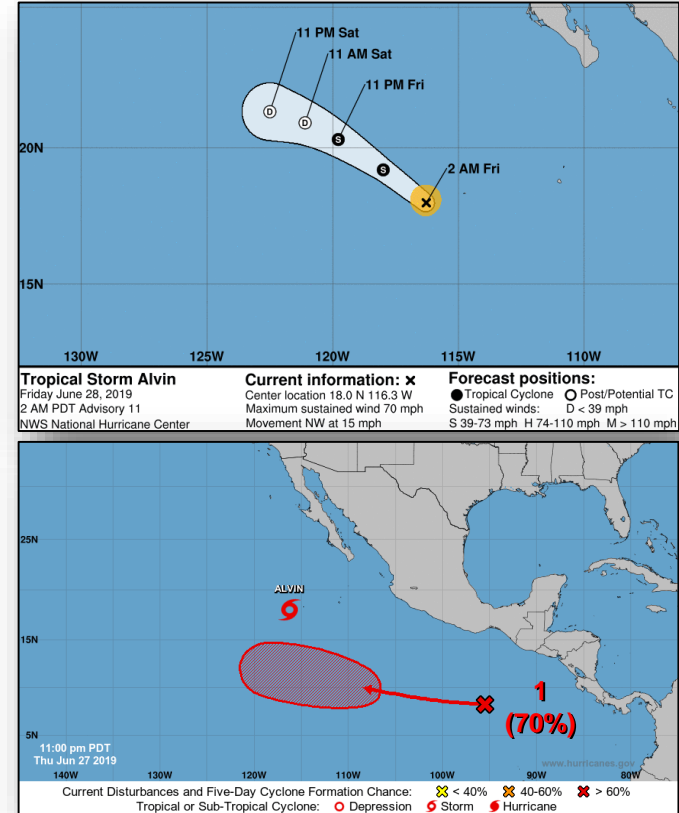 11 PM Sat
11 AM Sat
11 PM Fri
D
D
S
20N
2 AM Fri
S
15N
130W 125W 120W 115W 110W
Tropical Storm Alvin Current information: × Forecast positions:
Friday June 28, 2019 Center location 18.0 N 116.3 W Tropical Cyclone Post/Potential TC
2 AM PDT Advisory 11 Maximum sustained wind 70 mph Sustained winds: D < 39 mph
NWS National Hurricane Center Movement NW at 15 mph S 39-73 mph H 74-110 mph M > 110 mph
25N
ALVIN
15N
1
(70%)
5N
11:00 pm PDT
Thu Jun 27 2019
www.hurricanes.gov
140W 130W 120W 110W 100W 90W 80W
Current Disturbances and Five-Day Cyclone Formation Chance: < 40% 40-60% > 60%
Tropical or Sub-Tropical Cyclone: Depression Storm Hurricane